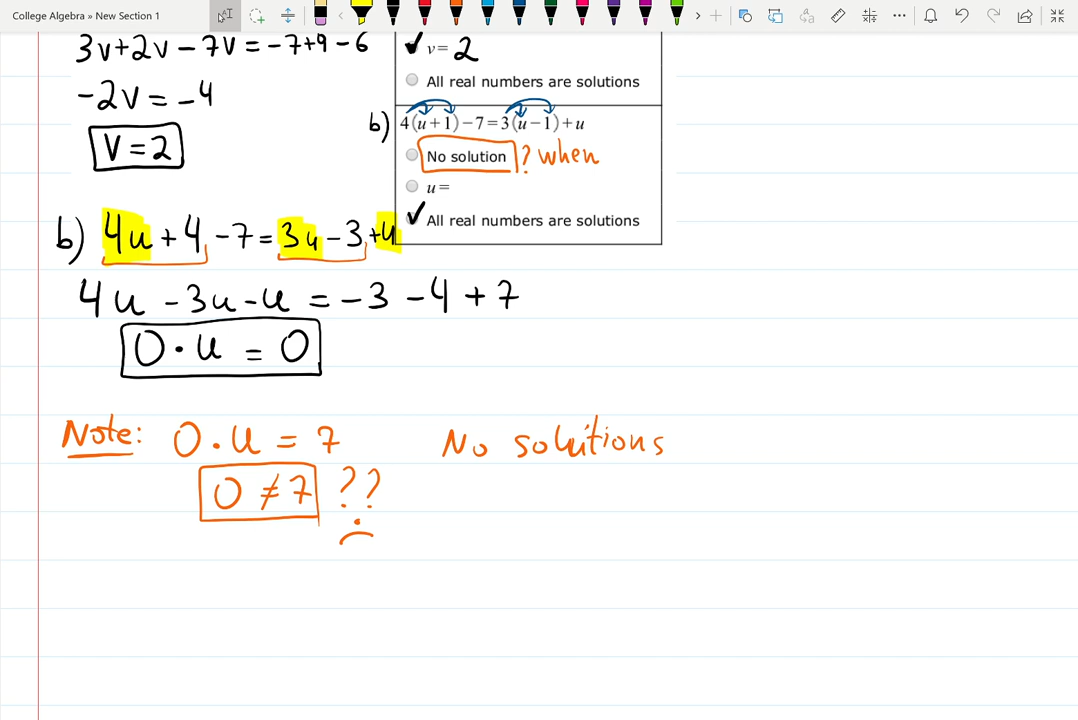 College Algebra » New Section 1
3v+2v-7v=-7+9-6
-2v=-4
v=2
v= 2
All real numbers are solutions
b) 4(u+1)-7=3(u-1)+u
No solution ? when
u=
All real numbers are solutions
b) 4u+4-7=3u-3+u
4u-3u-u=-3-4+7
0·u=0
Note: 0·u=7 No solutions
0≠7 ??